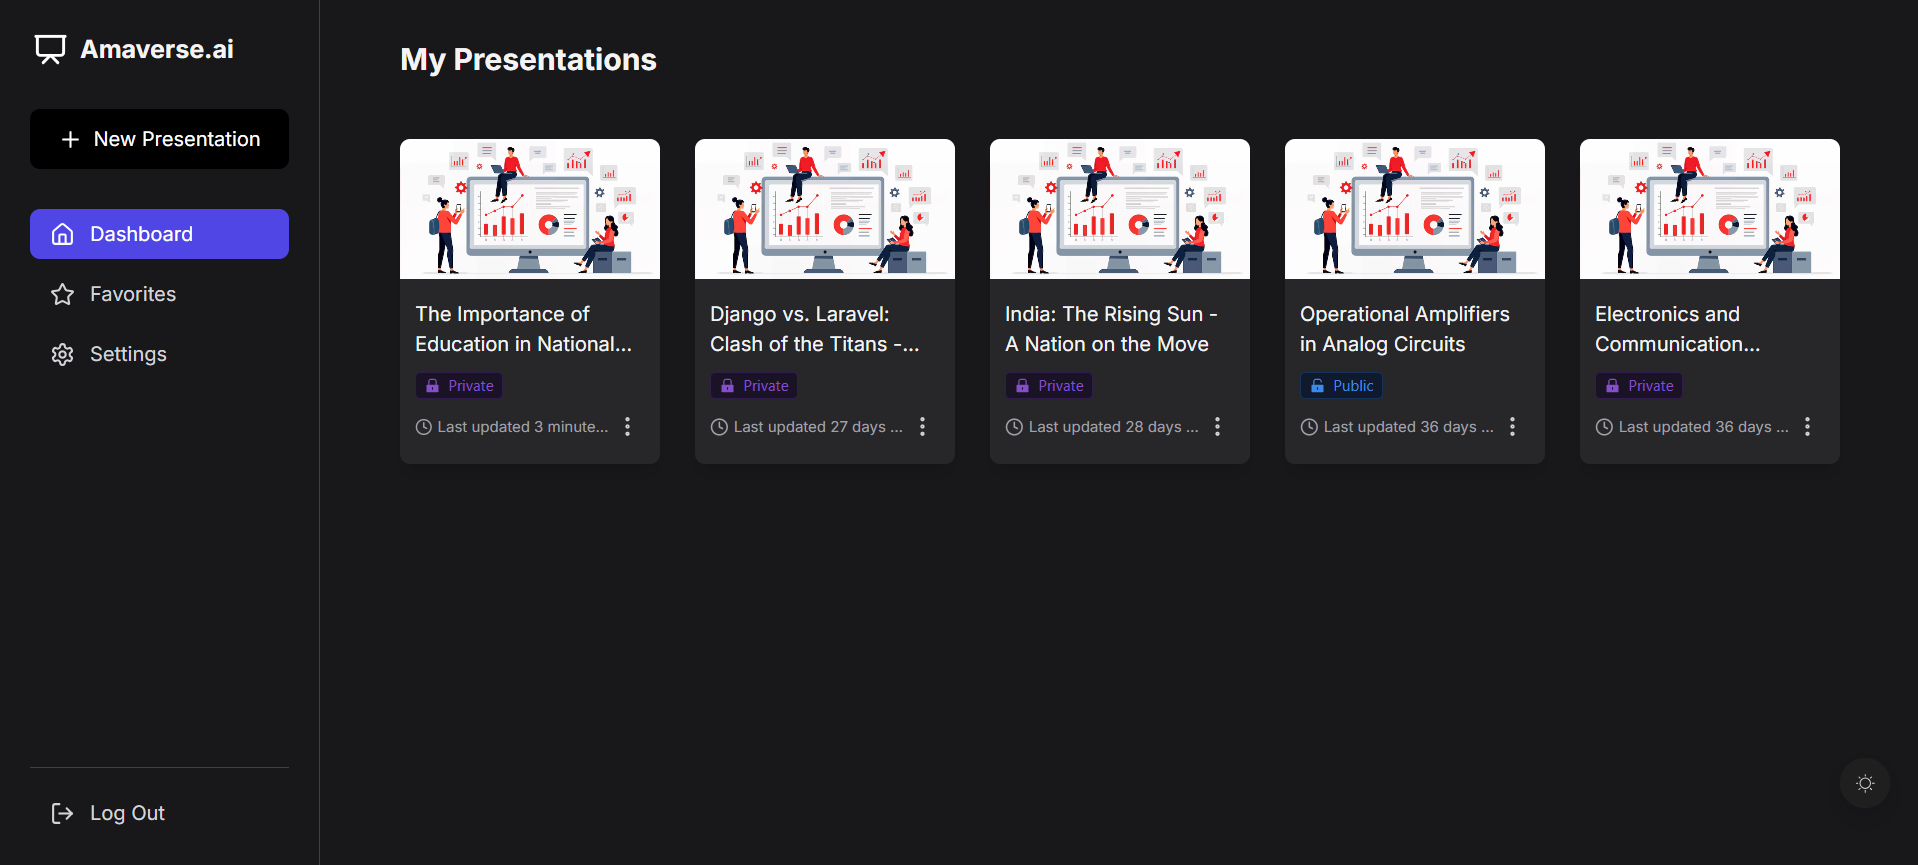 Amaverse.ai
New Presentation
Dashboard
Favorites
Settings
Log Out
My Presentations
The Importance of
Education in National...
Private
Last updated 3 minute...
Django vs. Laravel:
Clash of the Titans -...
Private
Last updated 27 days ...
India: The Rising Sun -
A Nation on the Move
Private
Last updated 28 days ...
Operational Amplifiers
in Analog Circuits
Public
Last updated 36 days ...
Electronics and
Communication...
Private
Last updated 36 days ...